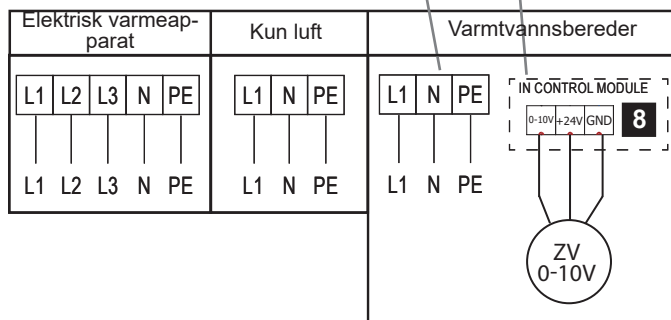 Elektrisk varmeap-
parat
Kun luft
Varmtvannsbereder
L1 L2 L3 N PE
L1 L2 L3 N PE
L1 N PE
L1 N PE
L1 N PE
L1 N PE
IN CONTROL MODULE
0-10V +24V GND 8
ZV
0-10V